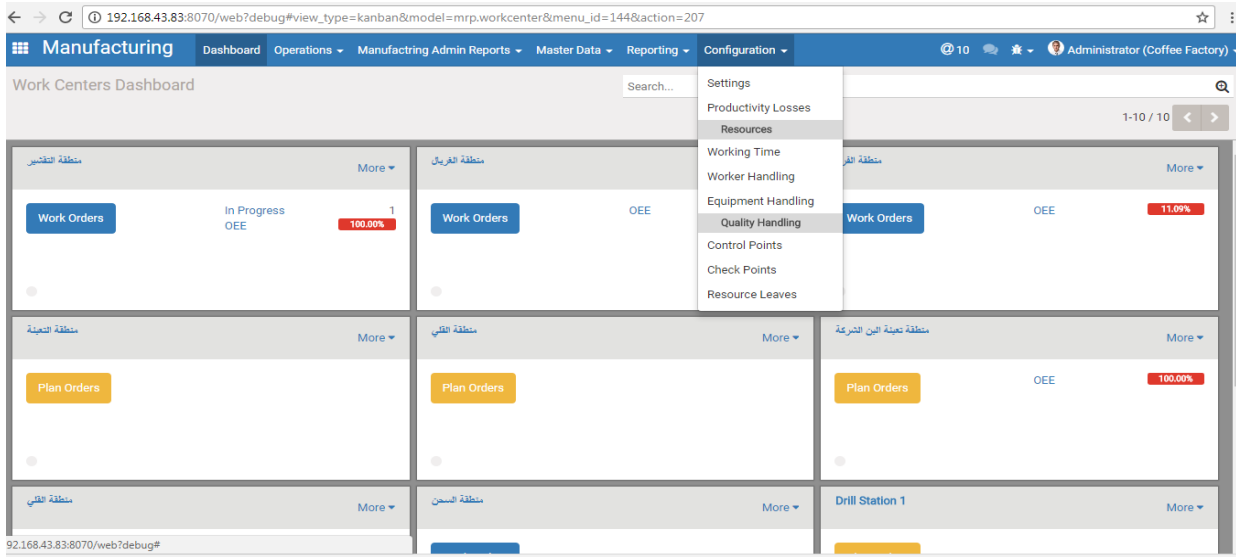 192.168.43.83:8070/web?debug#view_type=kanban&model=mrp.workcenter&menu_id=144&action=207
Manufacturing Dashboard Operations Manufactring Admin Reports Master Data Reporting Configuration @ 10 Administrator (Coffee Factory)
Work Centers Dashboard
Search...
1-10 / 10
Settings
Productivity Losses
Resources
Working Time
Worker Handling
Equipment Handling
Quality Handling
Control Points
Check Points
Resource Leaves
منطقة التقشير
More
Work Orders
In Progress 1
OEE 100.00%
منطقة الغربال
Work Orders
OEE
منطقة
More
Work Orders
OEE 11.09%
منطقة التعبئة
More
Plan Orders
منطقة القلي
More
Plan Orders
منطقة تعبئة البن الشركة
More
Plan Orders
OEE 100.00%
منطقة القلي
More
منطقة السحن
More
Drill Station 1
More
92.168.43.83:8070/web?debug#